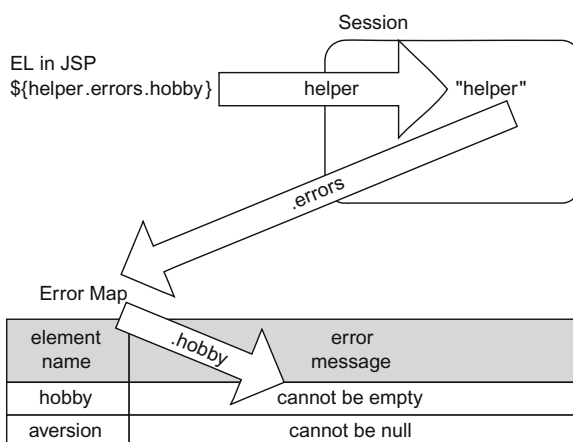 Session
EL in JSP
${helper.errors.hobby}
helper
"helper"
.errors
Error Map
.hobby
element name
error message
hobby
cannot be empty
aversion
cannot be null